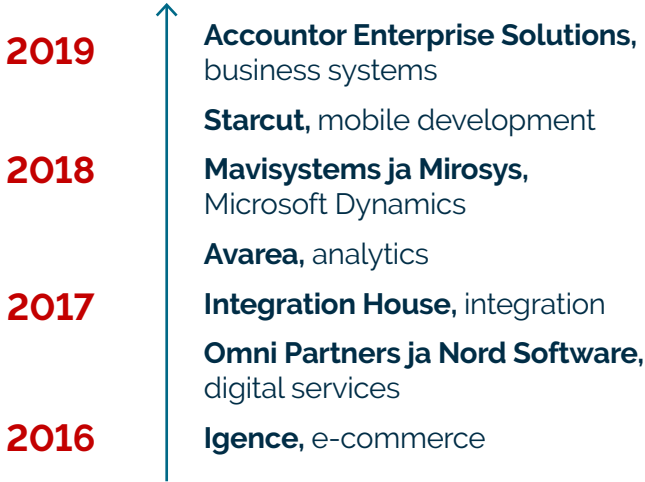 2019
Accountor Enterprise Solutions,
business systems
Starcut, mobile development
2018
Mavisystems ja Mirosys,
Microsoft Dynamics
Avarea, analytics
2017
Integration House, integration
Omni Partners ja Nord Software,
digital services
2016
Igence, e-commerce